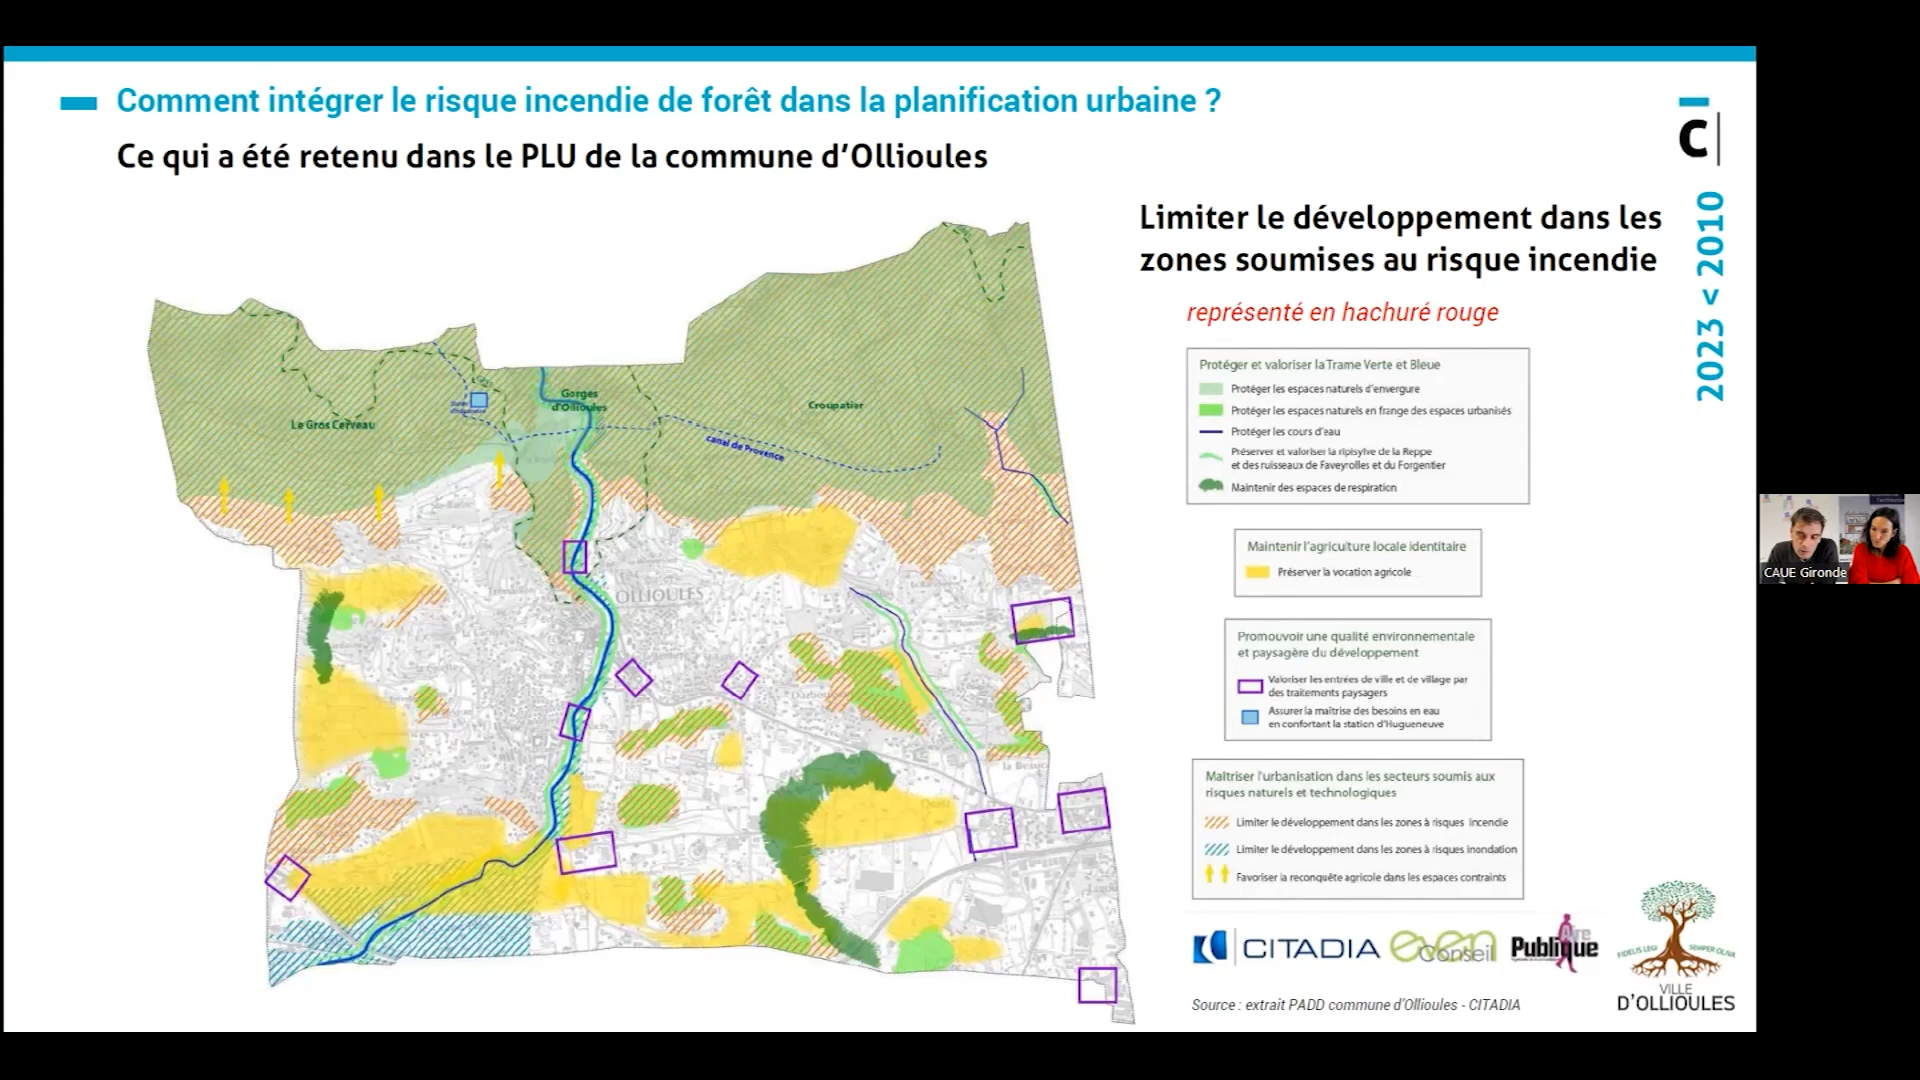 Comment intégrer le risque incendie de forêt dans la planification urbaine ?
Ce qui a été retenu dans le PLU de la commune d'Ollioules
C
2023 < 2010
Limiter le développement dans les
zones soumises au risque incendie
représenté en hachuré rouge
Protéger et valoriser la Trame Verte et Bleue
Protéger les espaces naturels d'envergure
Protéger les espaces naturels en frange des espaces urbanisés
Protéger les cours d'eau
Préserver et valoriser la ripisylve de la Reppe
et des ruisseaux de Faveyrolles et du Forgentier
Maintenir des espaces de respiration
Maintenir l'agriculture locale identitaire
Préserver la vocation agricole
Promouvoir une qualité environnementale
et paysagère du développement
Valoriser les entrées de ville et de village par
des traitements paysagers
Assurer la maîtrise des besoins en eau
en confortant la station d'Hugueneuve
Maîtriser l'urbanisation dans les secteurs soumis aux
risques naturels et technologiques
Limiter le développement dans les zones à risques incendie
Limiter le développement dans les zones à risques inondation
Favoriser la reconquête agricole dans les espaces contraints
Le Gros Cerveau
Gorges
d'Ollioules
Croupatier
canal de Provence
OLLIOULES
CITADIA
even
Conseil
Aire
Publique
FIDELIS LEGI
SEMPER OLIVA
VILLE
D'OLLIOULES
Source : extrait PADD commune d'Ollioules - CITADIA
CAUE Gironde